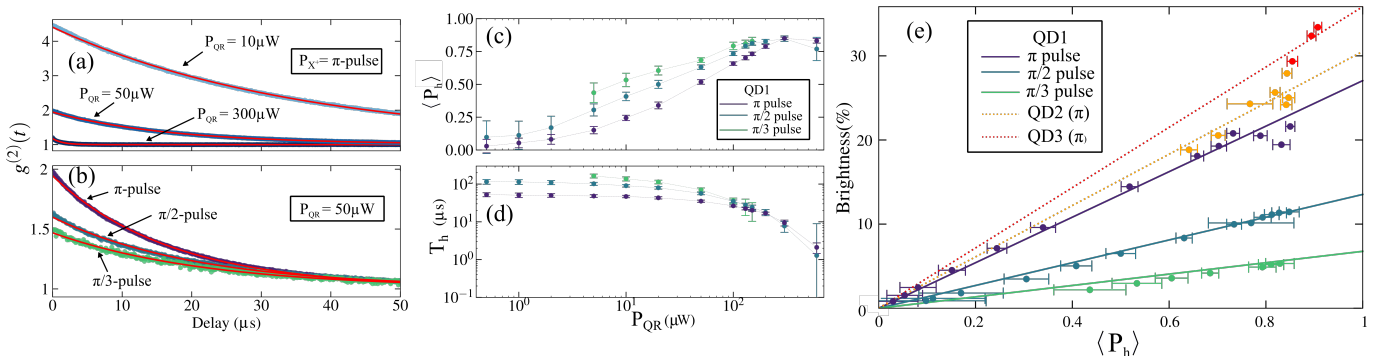 4
3
2
1
(a)
P_QR = 10μW
P_QR = 50μW
P_QR = 300μW
P_X+ = π-pulse
g^(2)(t)
2
1.5
1
(b)
π-pulse
π/2-pulse
π/3-pulse
P_QR = 50μW
0 10 20 30 40 50
Delay (μs)
1.00
0.75
0.50
0.25
0.00
⟨P_h⟩
(c)
QD1
π pulse
π/2 pulse
π/3 pulse
10^2
10^1
10^0
10^-1
T_h (μs)
(d)
10^0 10^1 10^2
P_QR (μW)
(e)
QD1
π pulse
π/2 pulse
π/3 pulse
QD2 (π)
QD3 (π)
30
20
10
0
Brightness(%)
0 0.2 0.4 0.6 0.8 1
⟨P_h⟩